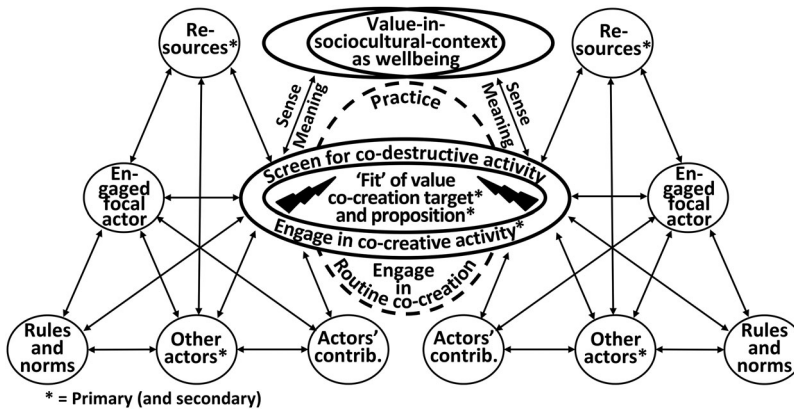 Re-
sources*
Value-in-
sociocultural-context
as wellbeing
Re-
sources*
Sense
Meaning
Practice
Sense
Meaning
Screen for co-destructive activity
En-
gaged
focal
actor
‘Fit’ of value
co-creation target*
and proposition*
En-
gaged
focal
actor
Engage in co-creative activity*
Engage
in
Routine co-creation
Rules
and
norms
Other
actors*
Actors’
contrib.
Actors’
contrib.
Other
actors*
Rules
and
norms
* = Primary (and secondary)